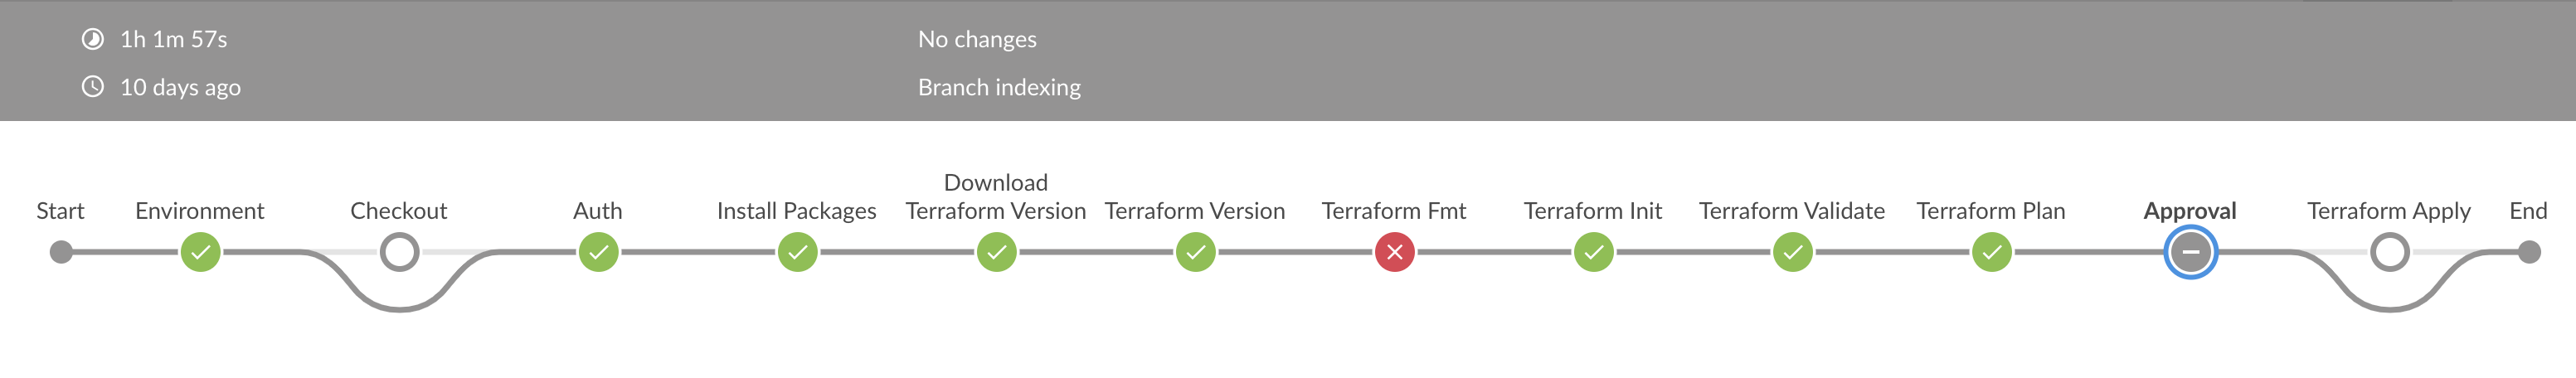 1h 1m 57s
No changes
10 days ago
Branch indexing
Start
Environment
Checkout
Auth
Install Packages
Download
Terraform Version
Terraform Version
Terraform Fmt
Terraform Init
Terraform Validate
Terraform Plan
Approval
Terraform Apply
End